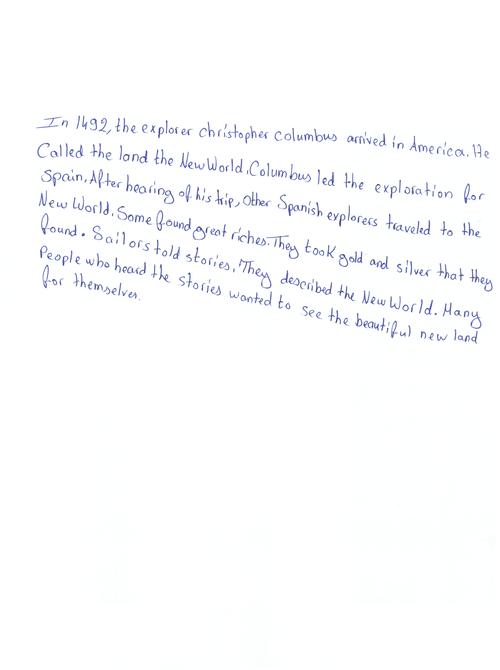 In 1492, the explorer christopher columbus arrived in America. He
Called the land the New World. Columbus led the exploration for
Spain. After hearing of his trip, Other Spanish explorers traveled to the
New World. Some found great riches. They took gold and silver that they
found. Sailors told stories. They described the New World. Many
People who heard the stories wanted to see the beautiful new land
for themselves.